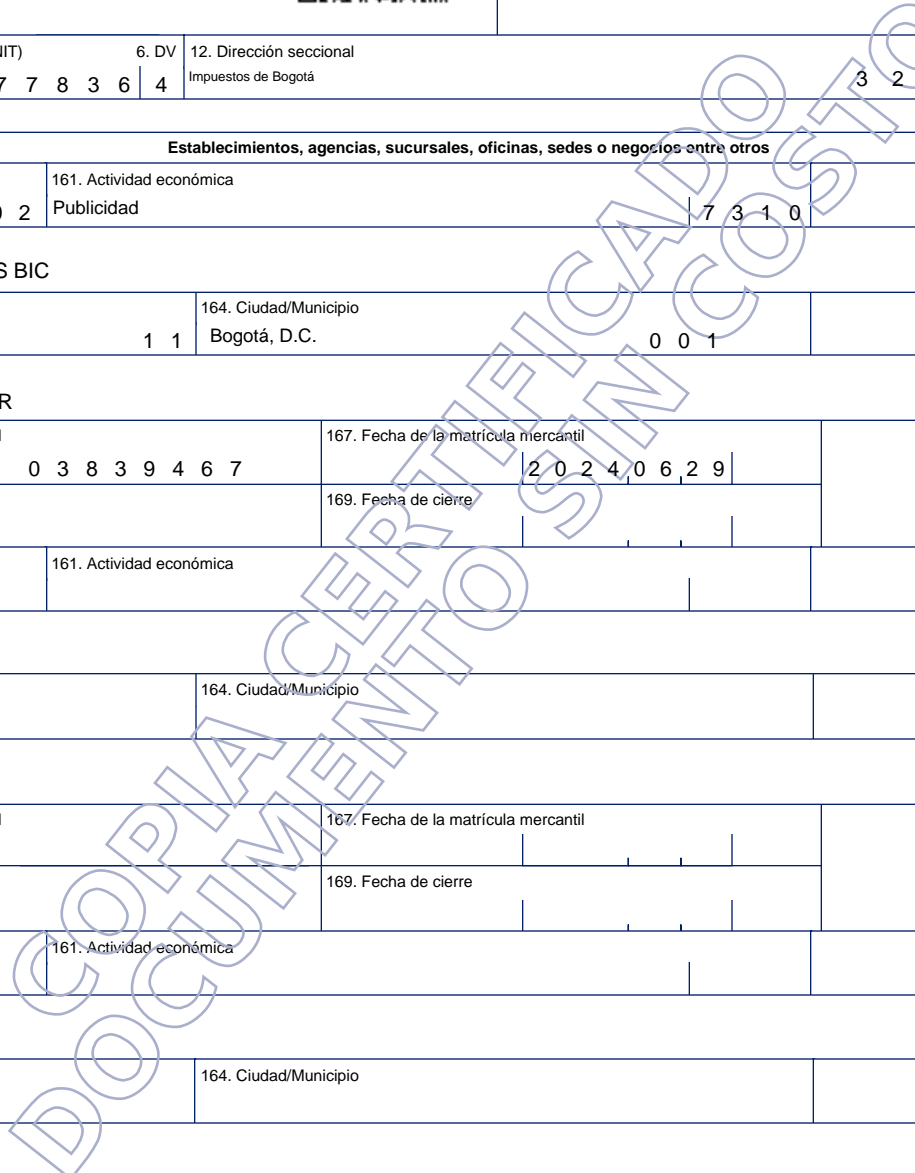 NIT) 6. DV 12. Dirección seccional
7 7 8 3 6 4 Impuestos de Bogotá 3 2
Establecimientos, agencias, sucursales, oficinas, sedes o negocios entre otros
161. Actividad económica
0 2 Publicidad 7 3 1 0
S BIC
164. Ciudad/Municipio
1 1 Bogotá, D.C. 0 0 1
R
167. Fecha de la matrícula mercantil
0 3 8 3 9 4 6 7 2 0 2 4 0 6 2 9
169. Fecha de cierre
161. Actividad económica
164. Ciudad/Municipio
167. Fecha de la matrícula mercantil
169. Fecha de cierre
161. Actividad económica
164. Ciudad/Municipio
COPIA CERTIFICADO
DOCUMENTO SIN COSTO